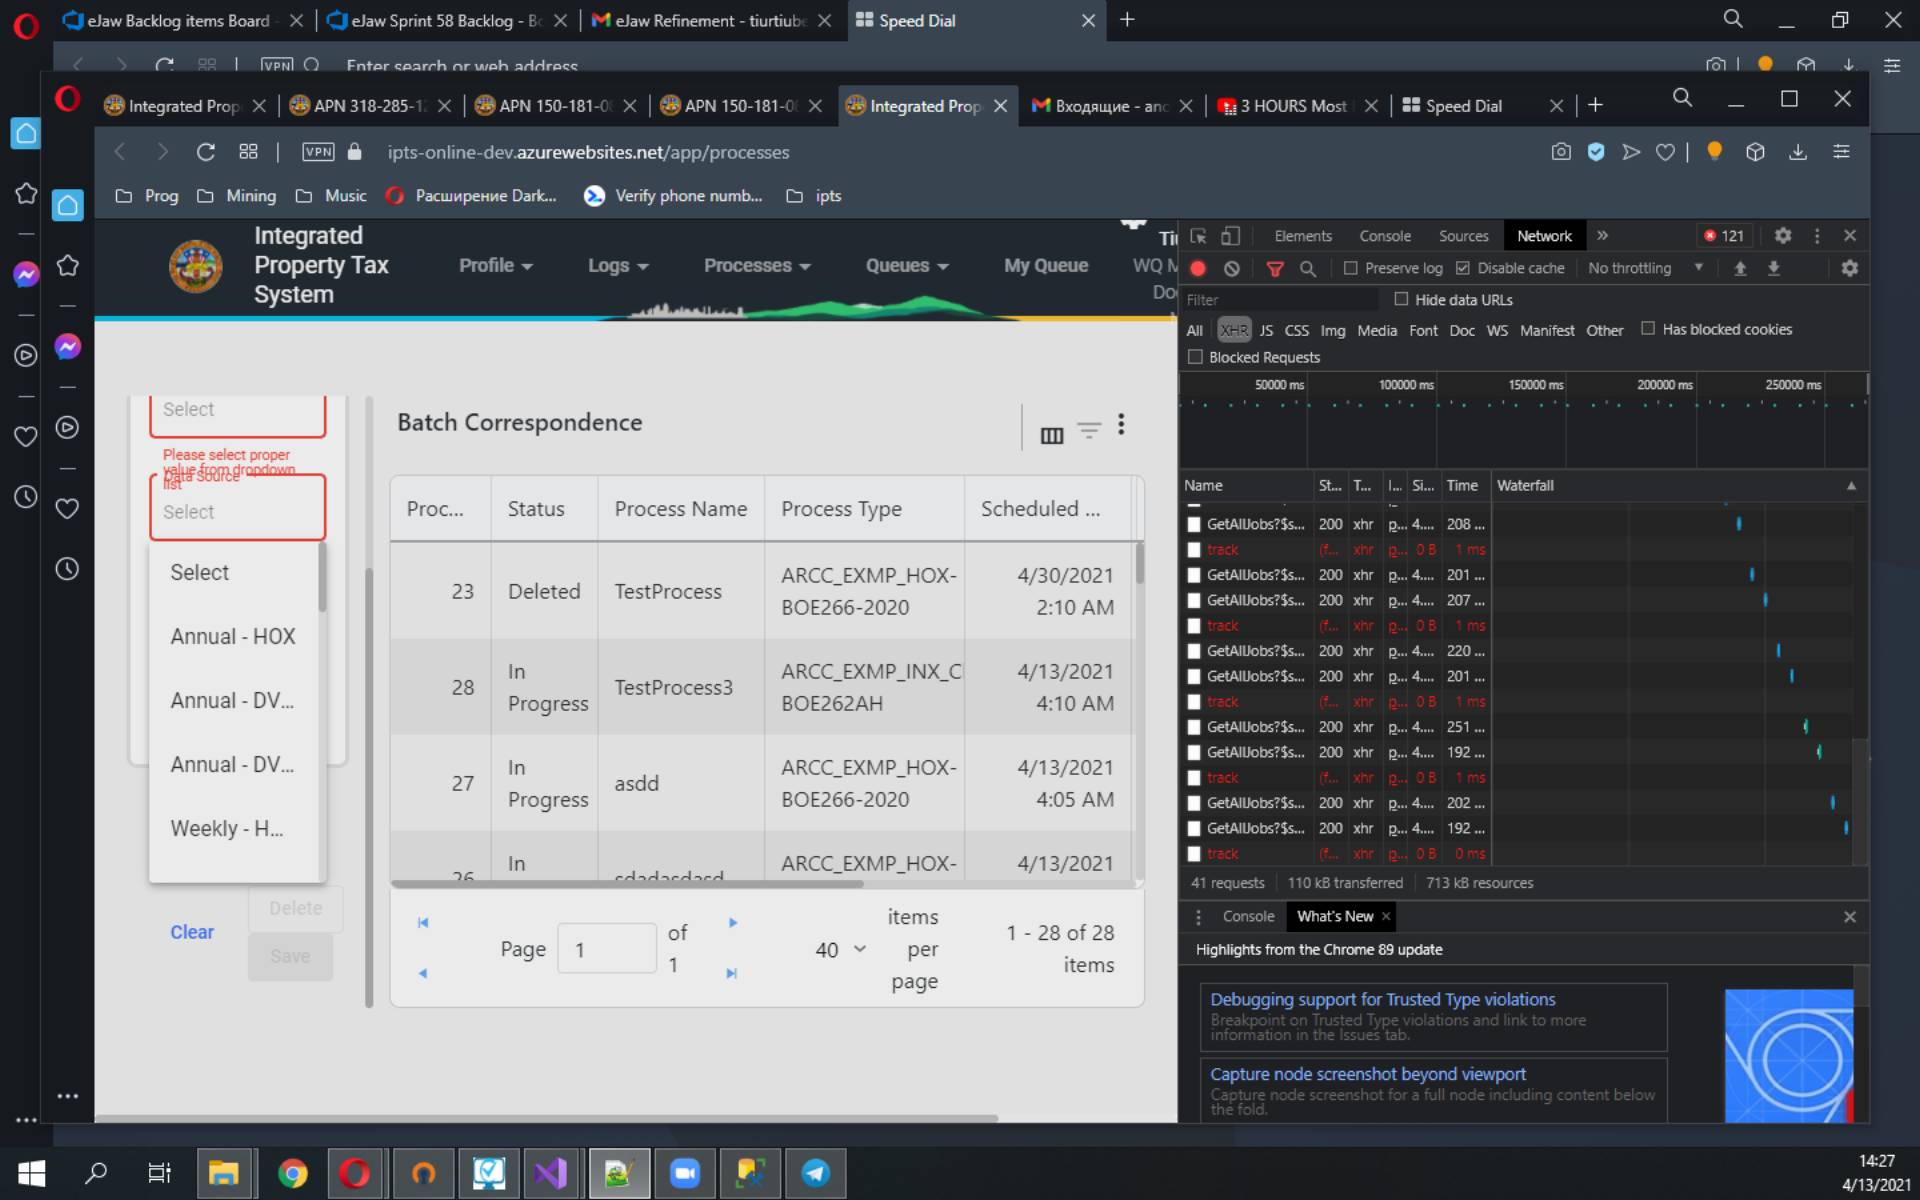 eJaw Backlog items Board
eJaw Sprint 58 Backlog - Bo
eJaw Refinement - tiurtiube
Speed Dial
VPN
Enter search or web address
Integrated Prop
APN 318-285-12
APN 150-181-0
APN 150-181-0
Integrated Prop
Входящие - and
3 HOURS Most
Speed Dial
VPN
ipts-online-dev.azurewebsites.net/app/processes
Prog
Mining
Music
Расширение Dark...
Verify phone numb...
ipts
Integrated
Property Tax
System
Profile
Logs
Processes
Queues
My Queue
WQ M
Select
Please select proper
value from dropdown
list
Data Source
Select
Select
Annual - HOX
Annual - DV...
Annual - DV...
Weekly - H...
Clear
Delete
Save
Batch Correspondence
Proc... Status Process Name Process Type Scheduled ...
23 Deleted TestProcess ARCC_EXMP_HOX-BOE266-2020 4/30/2021 2:10 AM
28 In Progress TestProcess3 ARCC_EXMP_INX_C BOE262AH 4/13/2021 4:10 AM
27 In Progress asdd ARCC_EXMP_HOX-BOE266-2020 4/13/2021 4:05 AM
26 In sdadasdasd ARCC_EXMP_HOX- 4/13/2021
Page 1 of 1
40 items per page
1 - 28 of 28 items
Elements Console Sources Network » 121
Preserve log Disable cache No throttling
Filter
Hide data URLs
All XHR JS CSS Img Media Font Doc WS Manifest Other Has blocked cookies
Blocked Requests
50000 ms 100000 ms 150000 ms 200000 ms 250000 ms
Name St... T... I... Si... Time Waterfall
GetAllJobs?$s... 200 xhr p... 4.... 208 ...
track (f... xhr p... 0 B 1 ms
GetAllJobs?$s... 200 xhr p... 4.... 201 ...
GetAllJobs?$s... 200 xhr p... 4.... 207 ...
track (f... xhr p... 0 B 1 ms
GetAllJobs?$s... 200 xhr p... 4.... 220 ...
GetAllJobs?$s... 200 xhr p... 4.... 201 ...
track (f... xhr p... 0 B 1 ms
GetAllJobs?$s... 200 xhr p... 4.... 251 ...
GetAllJobs?$s... 200 xhr p... 4.... 192 ...
track (f... xhr p... 0 B 1 ms
GetAllJobs?$s... 200 xhr p... 4.... 202 ...
GetAllJobs?$s... 200 xhr p... 4.... 192 ...
track (f... xhr p... 0 B 0 ms
41 requests 110 kB transferred 713 kB resources
Console What's New
Highlights from the Chrome 89 update
Debugging support for Trusted Type violations
Breakpoint on Trusted Type violations and link to more
information in the Issues tab.
Capture node screenshot beyond viewport
Capture node screenshot for a full node including content below
the fold.
14:27
4/13/2021